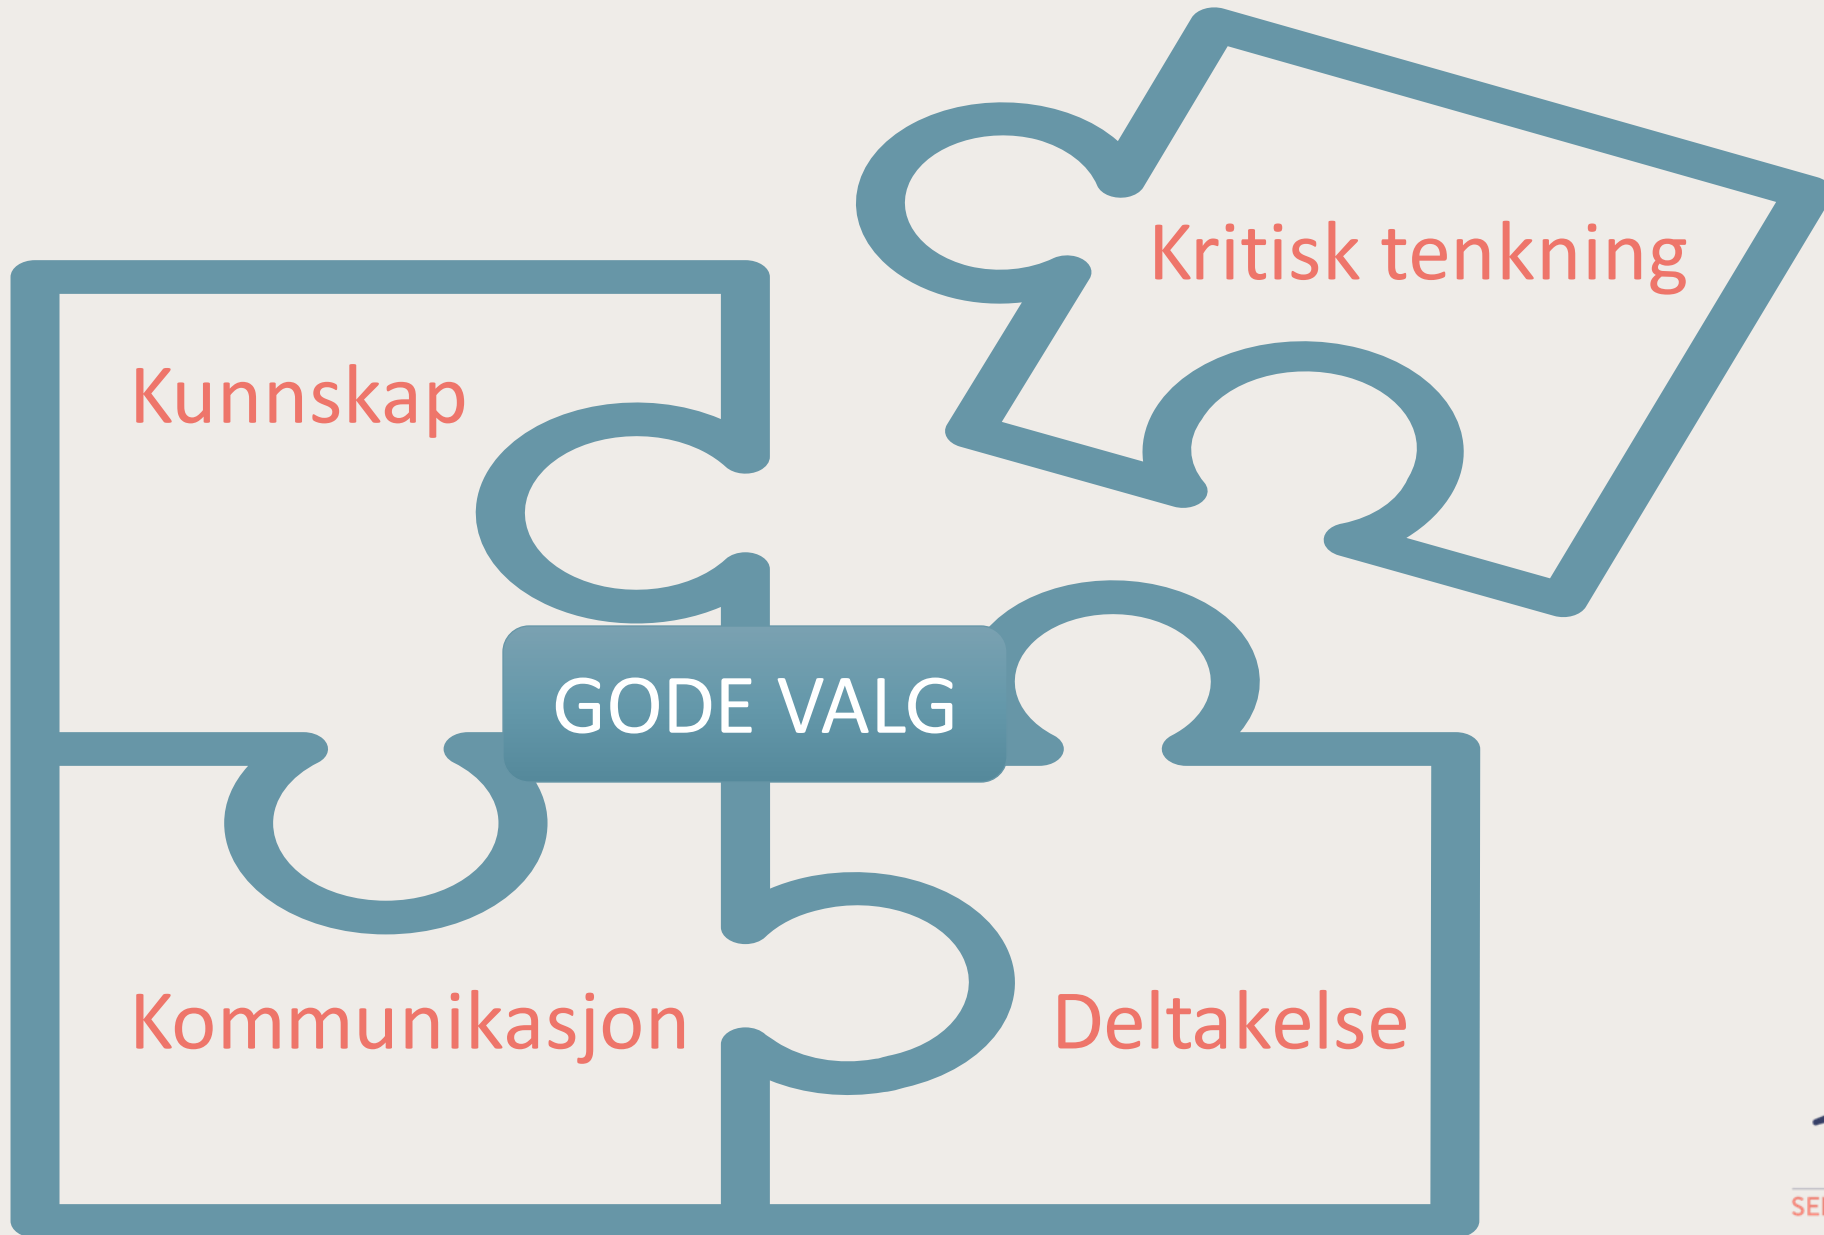 Kritisk tenkning
Kunnskap
GODE VALG
Kommunikasjon
Deltakelse